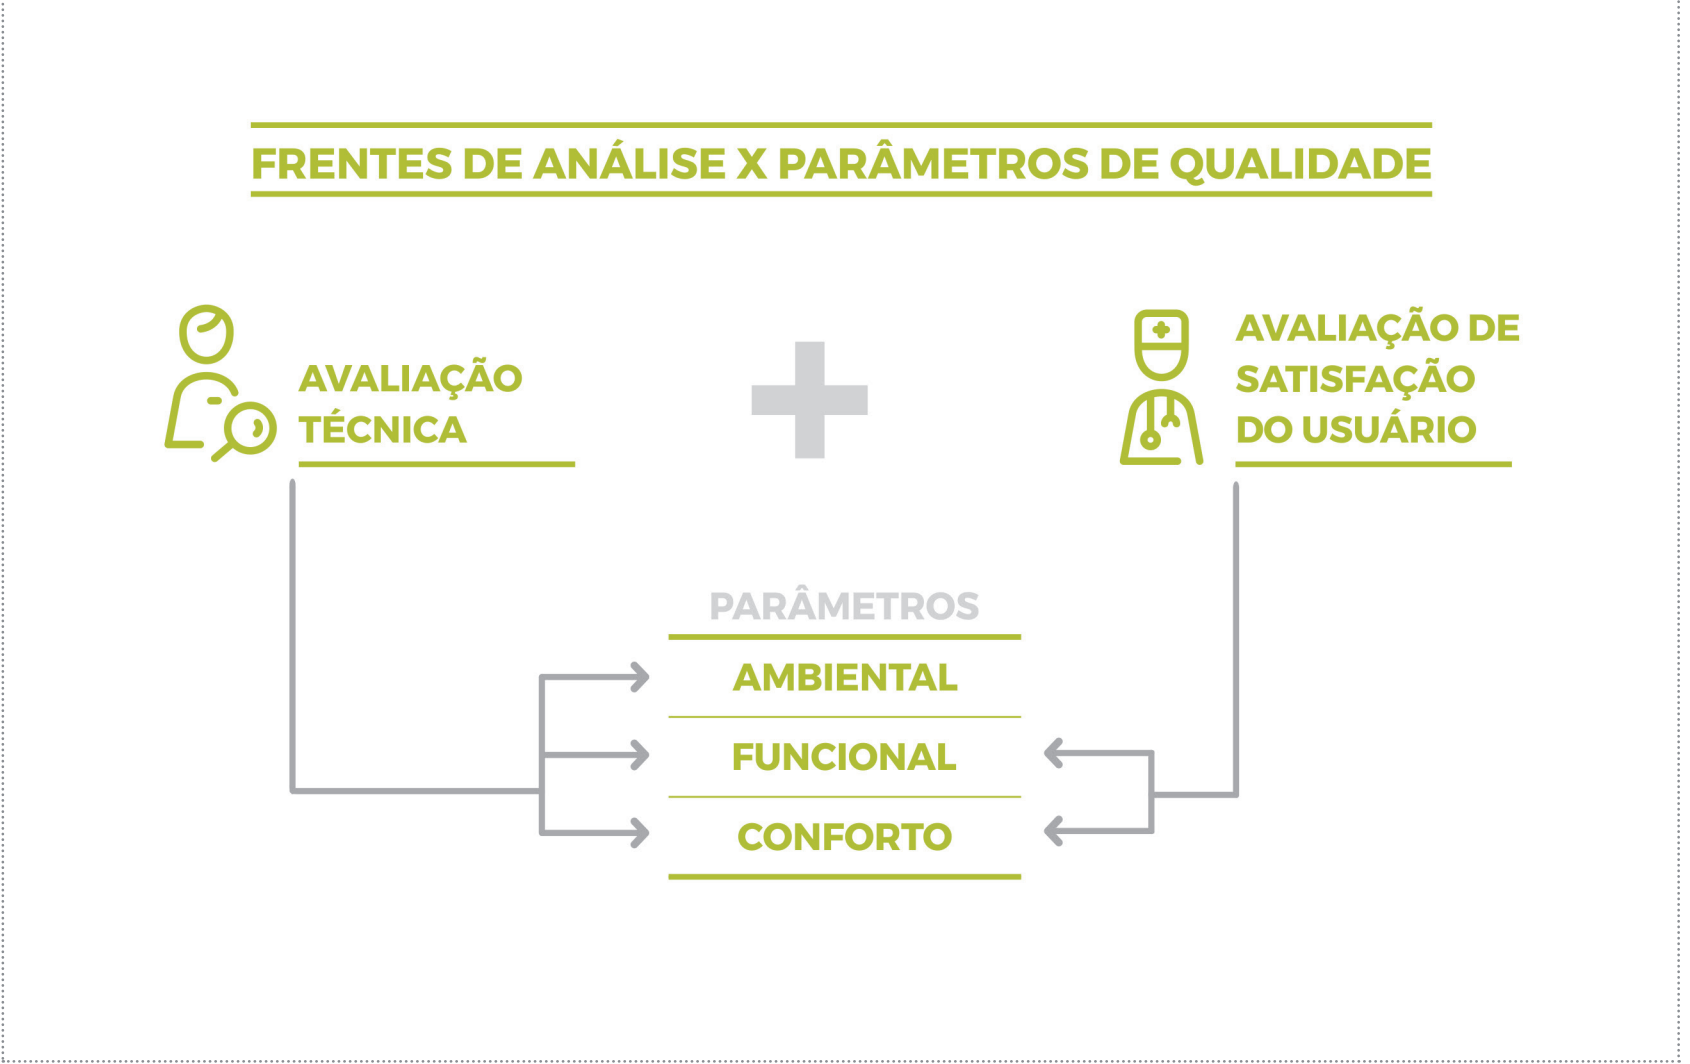 FRENTES DE ANÁLISE X PARÂMETROS DE QUALIDADE
AVALIAÇÃO
TÉCNICA
AVALIAÇÃO DE
SATISFAÇÃO
DO USUÁRIO
PARÂMETROS
AMBIENTAL
FUNCIONAL
CONFORTO